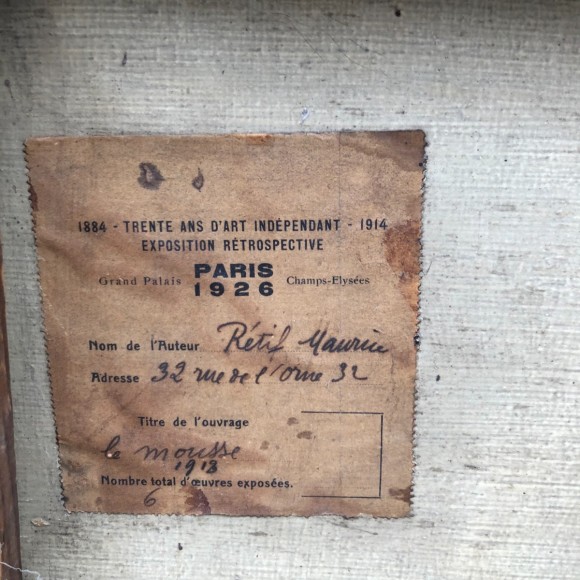 1884 - TRENTE ANS D'ART INDÉPENDANT - 1914
EXPOSITION RÉTROSPECTIVE
Grand Palais PARIS 1926 Champs-Elysées
Nom de l'Auteur Rétif Maurice
Adresse 32 rue de l'Orne 32
Titre de l'ouvrage
le mousse
1913
Nombre total d'œuvres exposées.
6